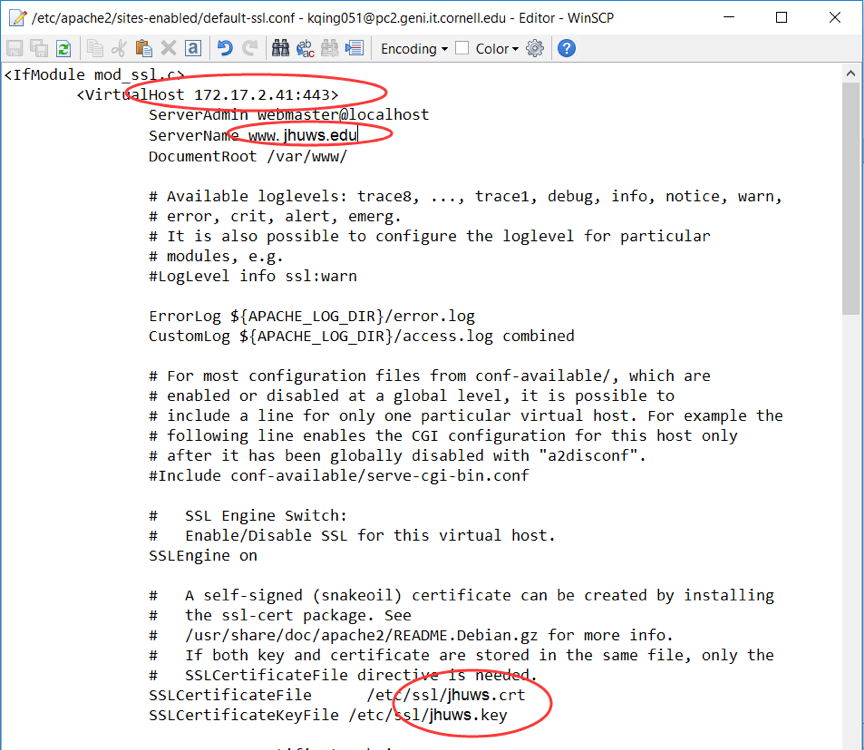 /etc/apache2/sites-enabled/default-ssl.conf - kqing051@pc2.geni.it.cornell.edu - Editor - WinSCP
Encoding Color
<IfModule mod_ssl.c>
<VirtualHost 172.17.2.41:443>
ServerAdmin webmaster@localhost
ServerName www.jhuws.edu
DocumentRoot /var/www/
# Available loglevels: trace8, ..., trace1, debug, info, notice, warn,
# error, crit, alert, emerg.
# It is also possible to configure the loglevel for particular
# modules, e.g.
#LogLevel info ssl:warn
ErrorLog ${APACHE_LOG_DIR}/error.log
CustomLog ${APACHE_LOG_DIR}/access.log combined
# For most configuration files from conf-available/, which are
# enabled or disabled at a global level, it is possible to
# include a line for only one particular virtual host. For example the
# following line enables the CGI configuration for this host only
# after it has been globally disabled with "a2disconf".
#Include conf-available/serve-cgi-bin.conf
# SSL Engine Switch:
# Enable/Disable SSL for this virtual host.
SSLEngine on
# A self-signed (snakeoil) certificate can be created by installing
# the ssl-cert package. See
# /usr/share/doc/apache2/README.Debian.gz for more info.
# If both key and certificate are stored in the same file, only the
# SSLCertificateFile directive is needed.
SSLCertificateFile /etc/ssl/jhuws.crt
SSLCertificateKeyFile /etc/ssl/jhuws.key